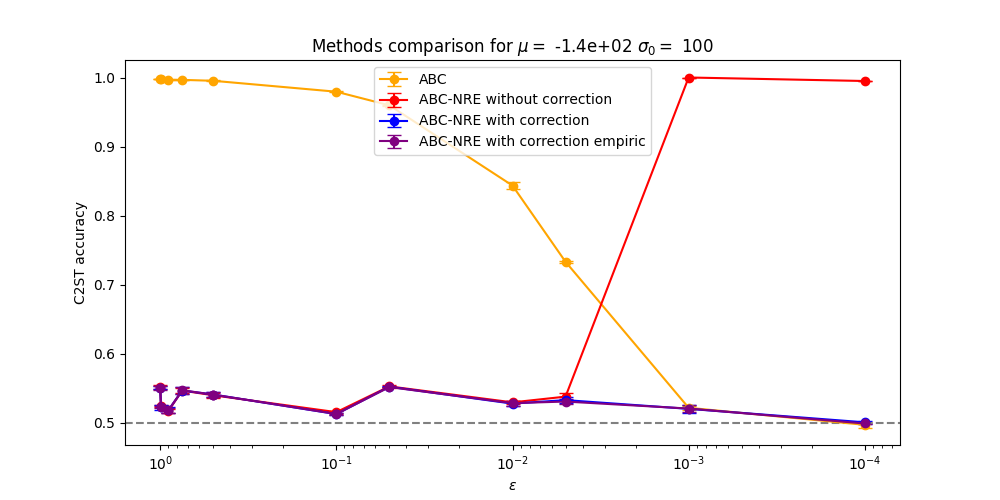 Methods comparison for μ = -1.4e+02 σ₀ = 100
ABC
ABC-NRE without correction
ABC-NRE with correction
ABC-NRE with correction empiric
C2ST accuracy
1.0
0.9
0.8
0.7
0.6
0.5
10⁰
10⁻¹
10⁻²
10⁻³
10⁻⁴
ε